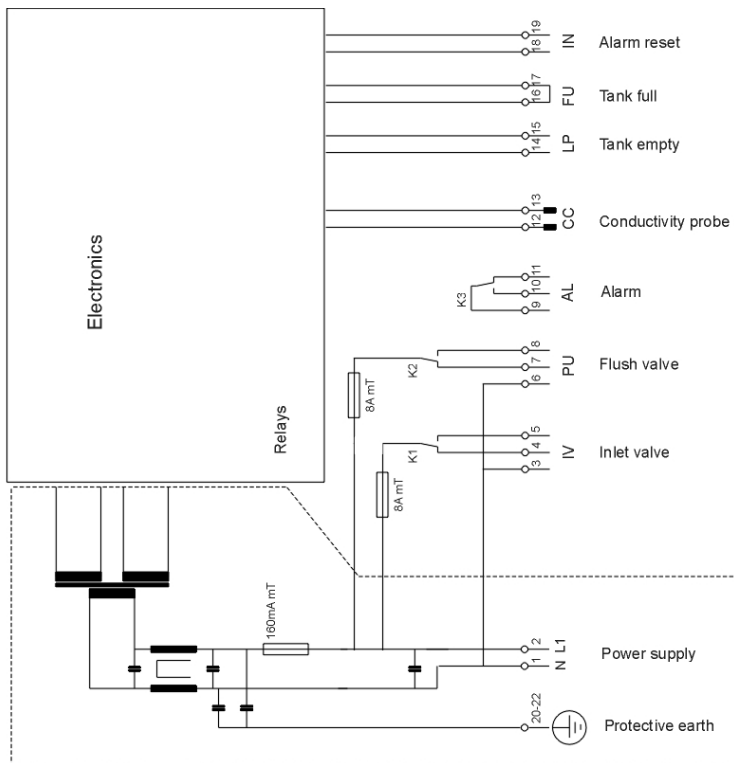 19
18
IN
Alarm reset
17
16
FU
Tank full
15
14
LP
Tank empty
13
12
CC
Conductivity probe
Electronics
11
10
9
K3
AL
Alarm
8
7
6
K2
PU
Flush valve
8A mT
Relays
5
4
3
K1
IV
Inlet valve
8A mT
160mA mT
2 L1
1 N
Power supply
20-22
Protective earth